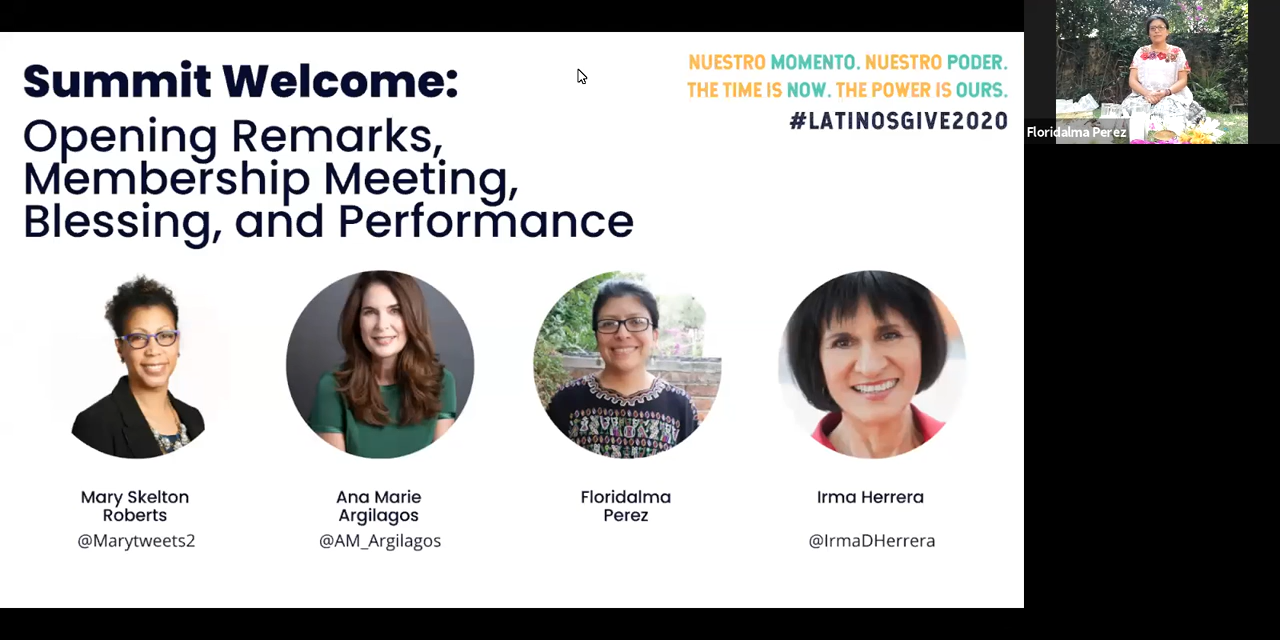 Summit Welcome:
Opening Remarks,
Membership Meeting,
Blessing, and Performance
NUESTRO MOMENTO. NUESTRO PODER.
THE TIME IS NOW. THE POWER IS OURS.
#LATINOSGIVE2020
Floridalma Perez
Mary Skelton
Roberts
@Marytweets2
Ana Marie
Argilagos
@AM_Argilagos
Floridalma
Perez
Irma Herrera
@IrmaDHerrera